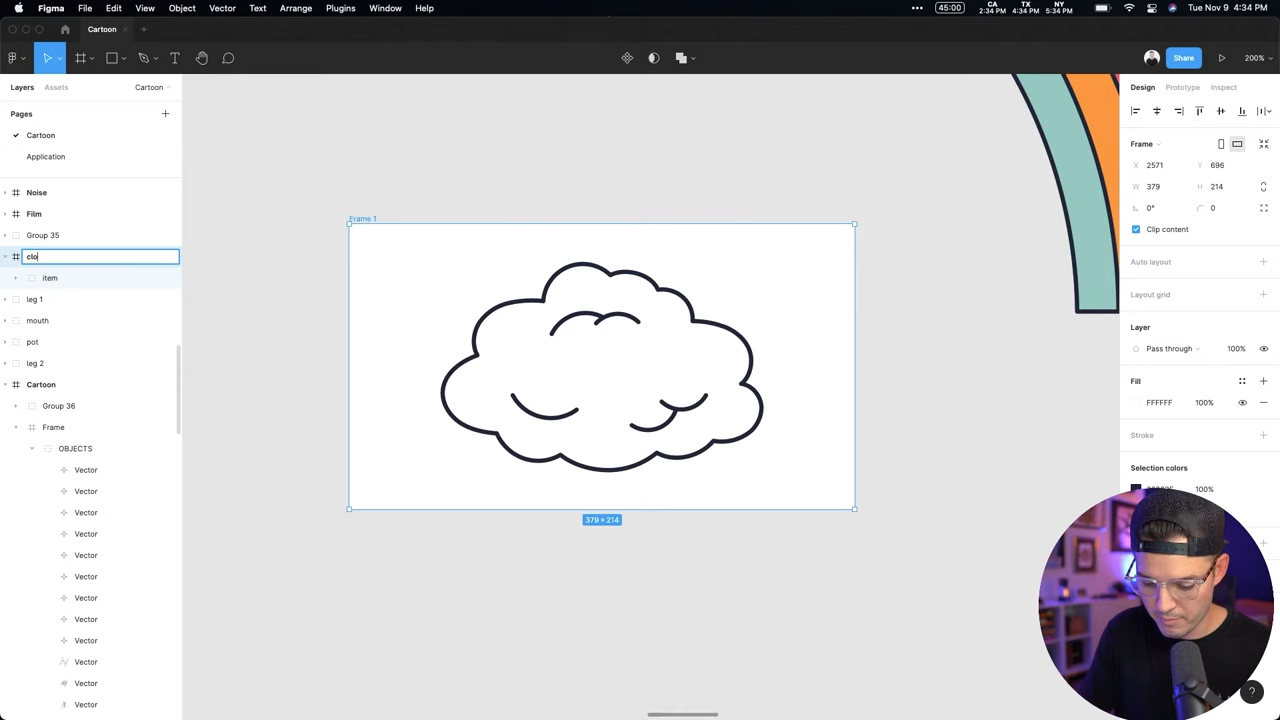 Figma File Edit View Object Vector Text Arrange Plugins Window Help 45:00 CA TX NY Tue Nov 9 4:34 PM
2:34 PM 4:34 PM 5:34 PM
Cartoon
Share 200%
Layers Assets Cartoon
Design Prototype Inspect
Pages
Cartoon
Application
Frame
X 2571 Y 696
W 379 H 214
0° 0
Clip content
Noise
Film
Group 35
clo
item
leg 1
mouth
pot
leg 2
Cartoon
Group 36
Frame
OBJECTS
Vector
Vector
Vector
Vector
Vector
Vector
Vector
Vector
Vector
Vector
Vector
Vector
Frame 1
379 × 214
Auto layout
Layout grid
Layer
Pass through 100%
Fill
FFFFFF 100%
Stroke
Selection colors
100%
?